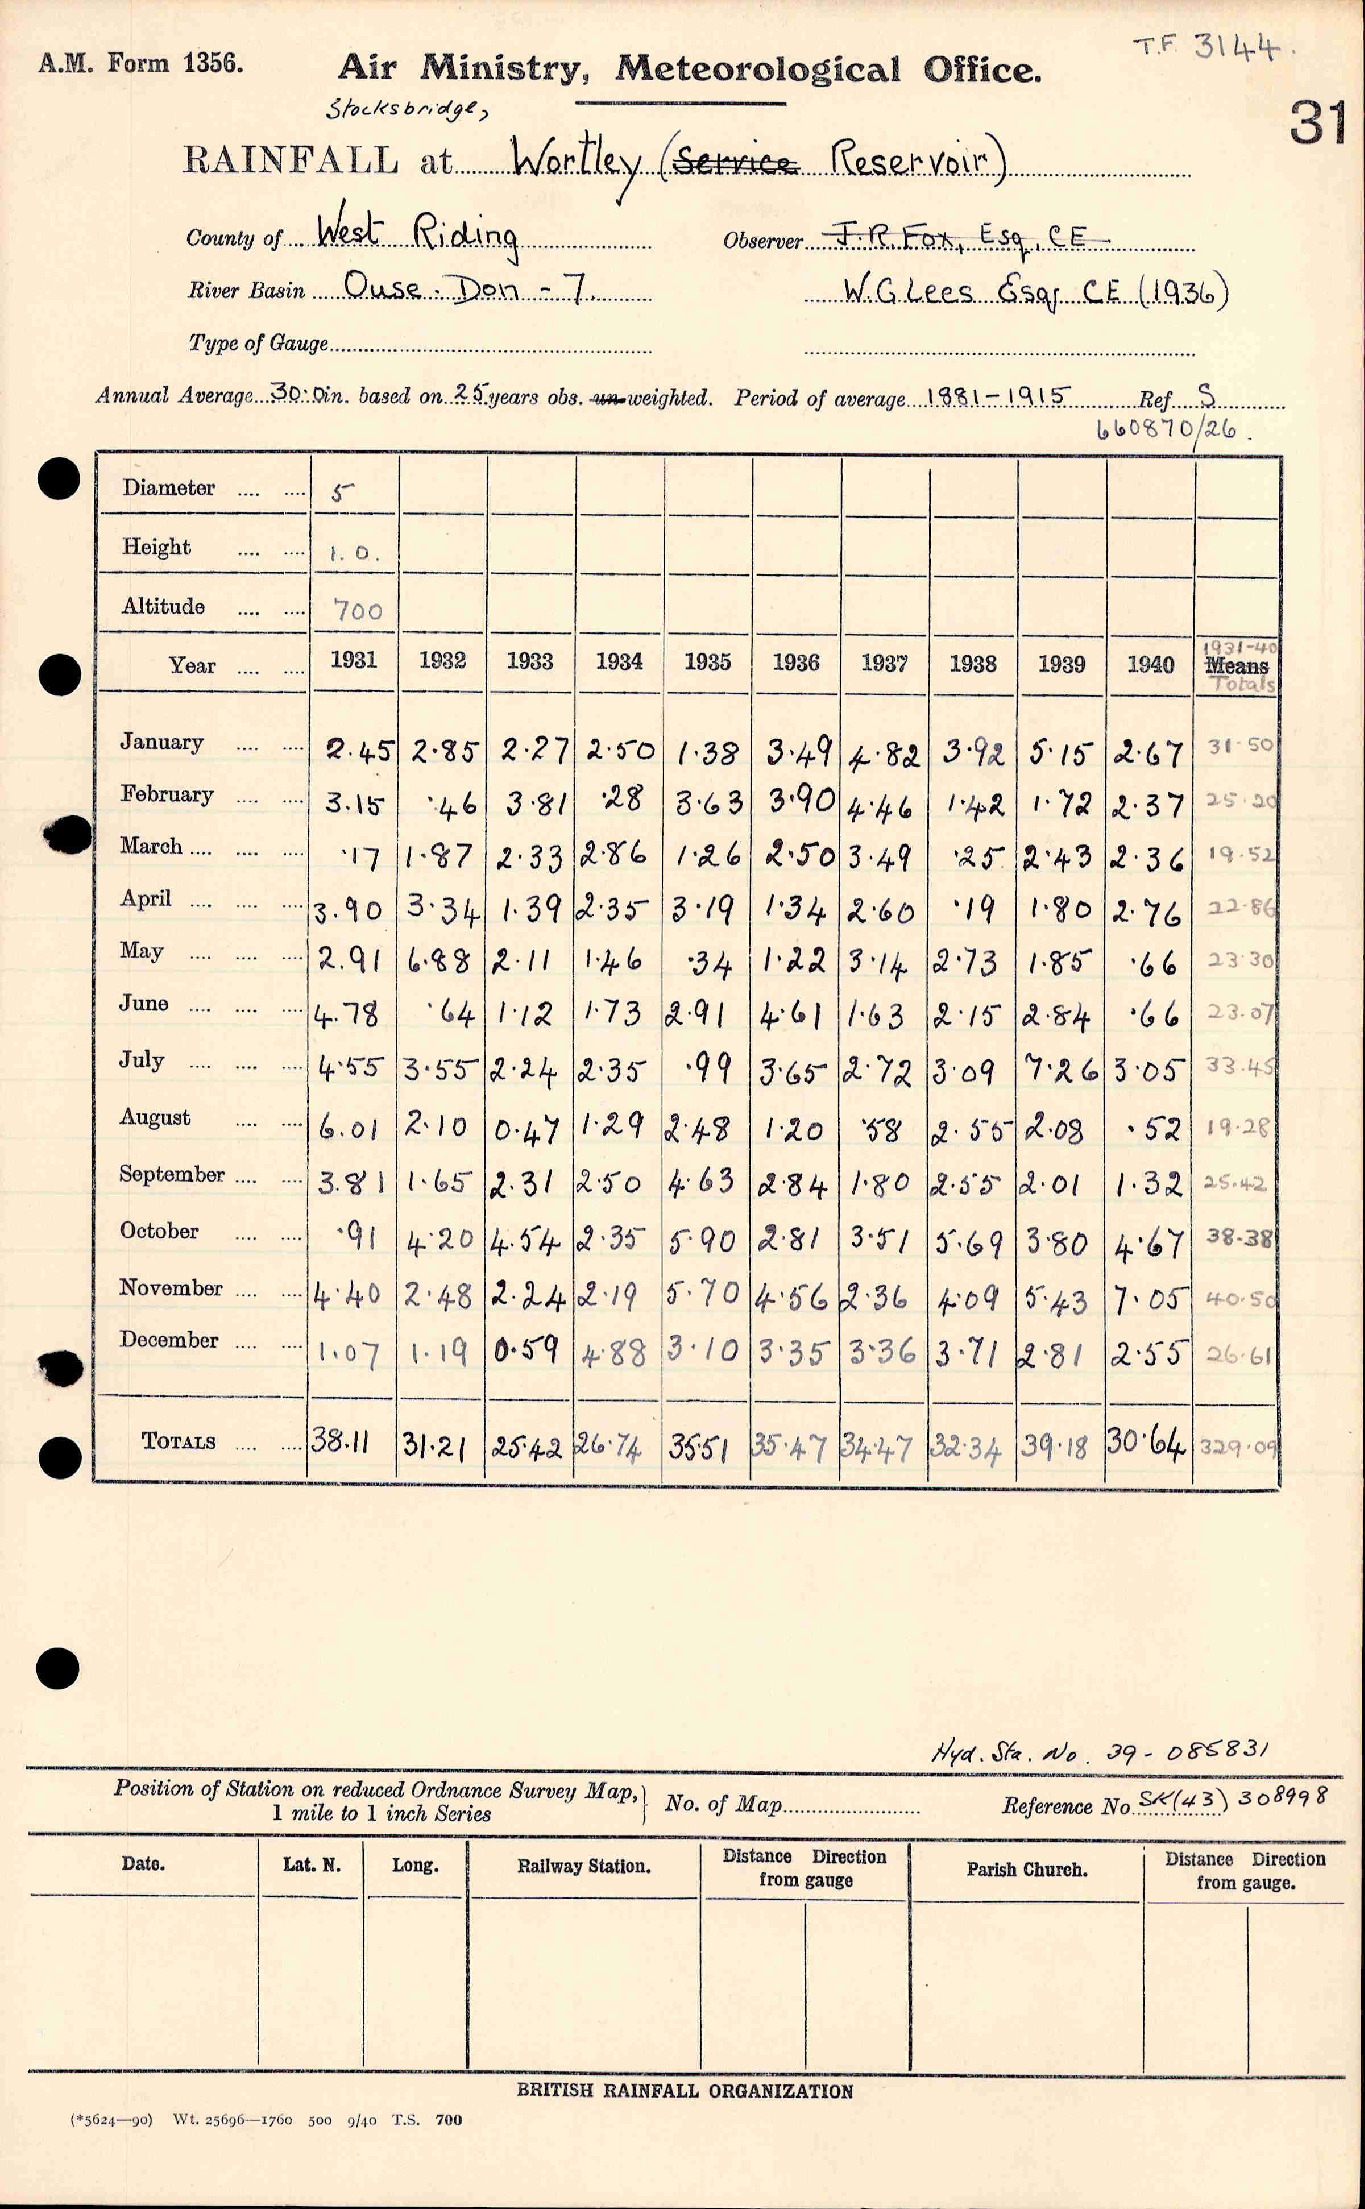 T.F. 3144.
A.M. Form 1356. Air Ministry, Meteorological Office.
31
Stocksbridge,
RAINFALL at Wortley (Service Reservoir)
County of West Riding Observer J.R. Fox, Esq, CE
River Basin Ouse. Don - 7. W.G Lees Esq CE (1936)
Type of Gauge
Annual Average 30.0in. based on 25 years obs. un-weighted. Period of average 1881-1915 Ref S
660870/26.
Diameter .... .... 5
Height .... .... 1.0.
Altitude .... .... 700
Year .... .... 1931 1932 1933 1934 1935 1936 1937 1938 1939 1940 1931-40 Means Totals
January .... .... 2.45 2.85 2.27 2.50 1.38 3.49 4.82 3.92 5.15 2.67 31.50
February .... .... 3.15 .46 3.81 .28 3.63 3.90 4.46 1.42 1.72 2.37 25.20
March .... .... .... .17 1.87 2.33 2.86 1.26 2.50 3.49 .25 2.43 2.36 19.52
April .... .... .... 3.90 3.34 1.39 2.35 3.19 1.34 2.60 .19 1.80 2.76 22.86
May .... .... .... 2.91 6.88 2.11 1.46 .34 1.22 3.14 2.73 1.85 .66 23.30
June .... .... .... 4.78 .64 1.12 1.73 2.91 4.61 1.63 2.15 2.84 .66 23.07
July .... .... .... 4.55 3.55 2.24 2.35 .99 3.65 2.72 3.09 7.26 3.05 33.45
August .... .... 6.01 2.10 0.47 1.29 2.48 1.20 .58 2.55 2.08 .52 19.28
September .... .... 3.81 1.65 2.31 2.50 4.63 2.84 1.80 2.55 2.01 1.32 25.42
October .... .... .91 4.20 4.54 2.35 5.90 2.81 3.51 5.69 3.80 4.67 38.38
November .... .... 4.40 2.48 2.24 2.19 5.70 4.56 2.36 4.09 5.43 7.05 40.50
December .... .... 1.07 1.19 0.59 4.88 3.10 3.35 3.36 3.71 2.81 2.55 26.61
TOTALS .... .... 38.11 31.21 25.42 26.74 35.51 35.47 34.47 32.34 39.18 30.64 329.09
Hyd. Sta. No. 39 - 085831
Position of Station on reduced Ordnance Survey Map,
1 mile to 1 inch Series
No. of Map Reference No SK(43) 308998
Date. Lat. N. Long. Railway Station. Distance Direction from gauge Parish Church. Distance Direction from gauge.
BRITISH RAINFALL ORGANIZATION
(*5624—90) Wt. 25696—1760 500 9/40 T.S. 700